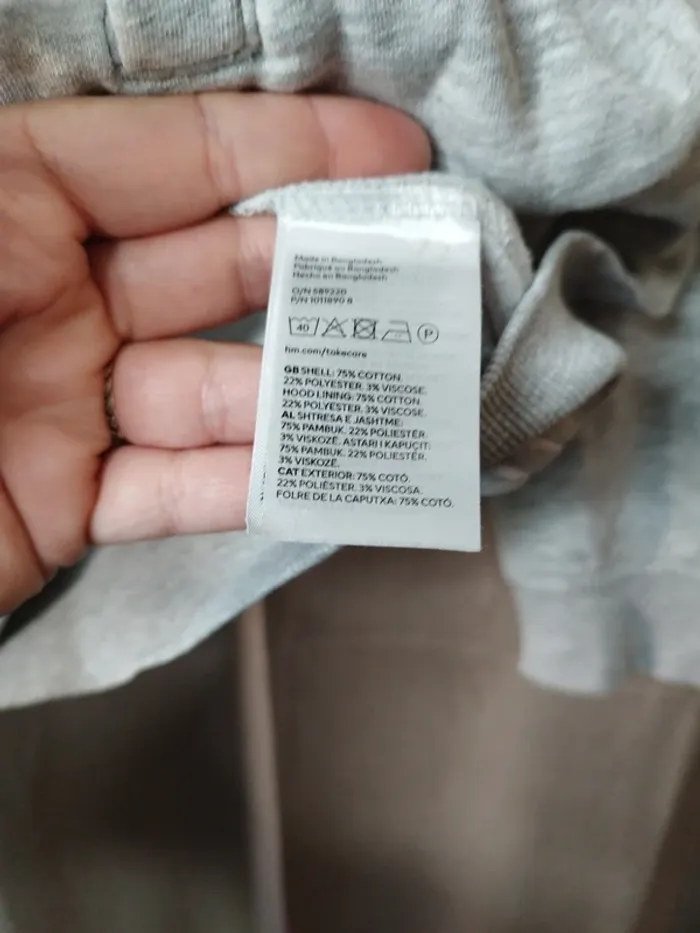 Made in Bangladesh
Fabriqué au Bangladesh
Hecho en Bangladesh
O/N 589220
P/N 1011890 8
40
P
hm.com/takecare
GB SHELL: 75% COTTON.
22% POLYESTER. 3% VISCOSE.
HOOD LINING: 75% COTTON.
22% POLYESTER. 3% VISCOSE.
AL SHTRESA E JASHTME:
75% PAMBUK. 22% POLIESTËR.
3% VISKOZË. ASTARI I KAPUÇIT:
75% PAMBUK. 22% POLIESTËR.
3% VISKOZË.
CAT EXTERIOR: 75% COTÓ.
22% POLIÈSTER. 3% VISCOSA.
FOLRE DE LA CAPUTXA: 75% COTÓ.